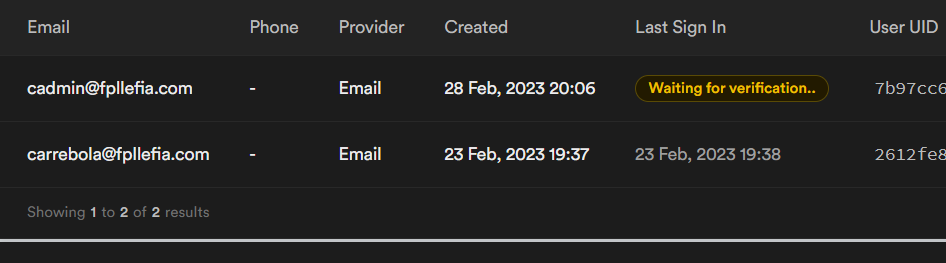 Email Phone Provider Created Last Sign In User UID
cadmin@fpllefia.com - Email 28 Feb, 2023 20:06 Waiting for verification.. 7b97cc6
carrebola@fpllefia.com - Email 23 Feb, 2023 19:37 23 Feb, 2023 19:38 2612fe8
Showing 1 to 2 of 2 results